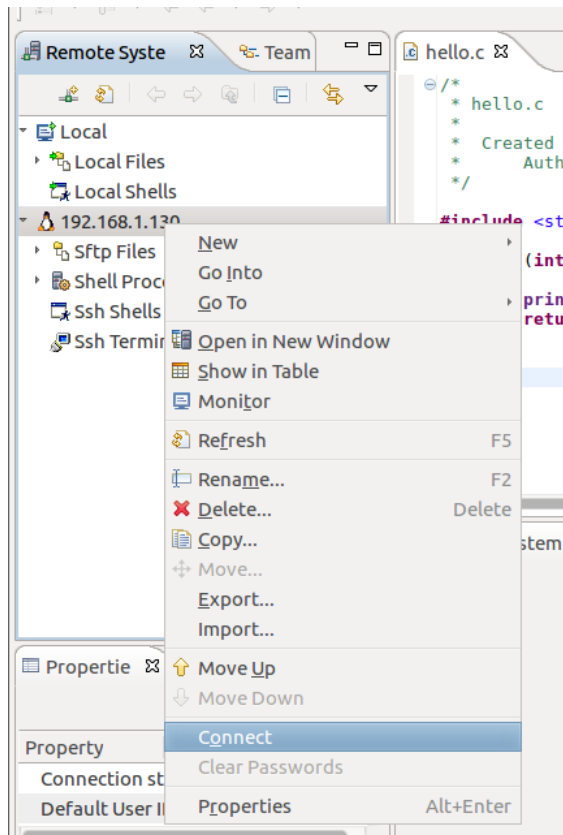 Remote Syste
Team
hello.c
/*
* hello.c
*
* Created
* Auth
*/
#include <st
(int
prin
retu
Local
Local Files
Local Shells
192.168.1.130
Sftp Files
Shell Proc
Ssh Shells
Ssh Termin
New
Go Into
Go To
Open in New Window
Show in Table
Monitor
Refresh F5
Rename... F2
Delete... Delete
Copy...
Move...
Export...
Import...
Move Up
Move Down
Connect
Clear Passwords
Properties Alt+Enter
stem
Propertie
Property
Connection st
Default User I